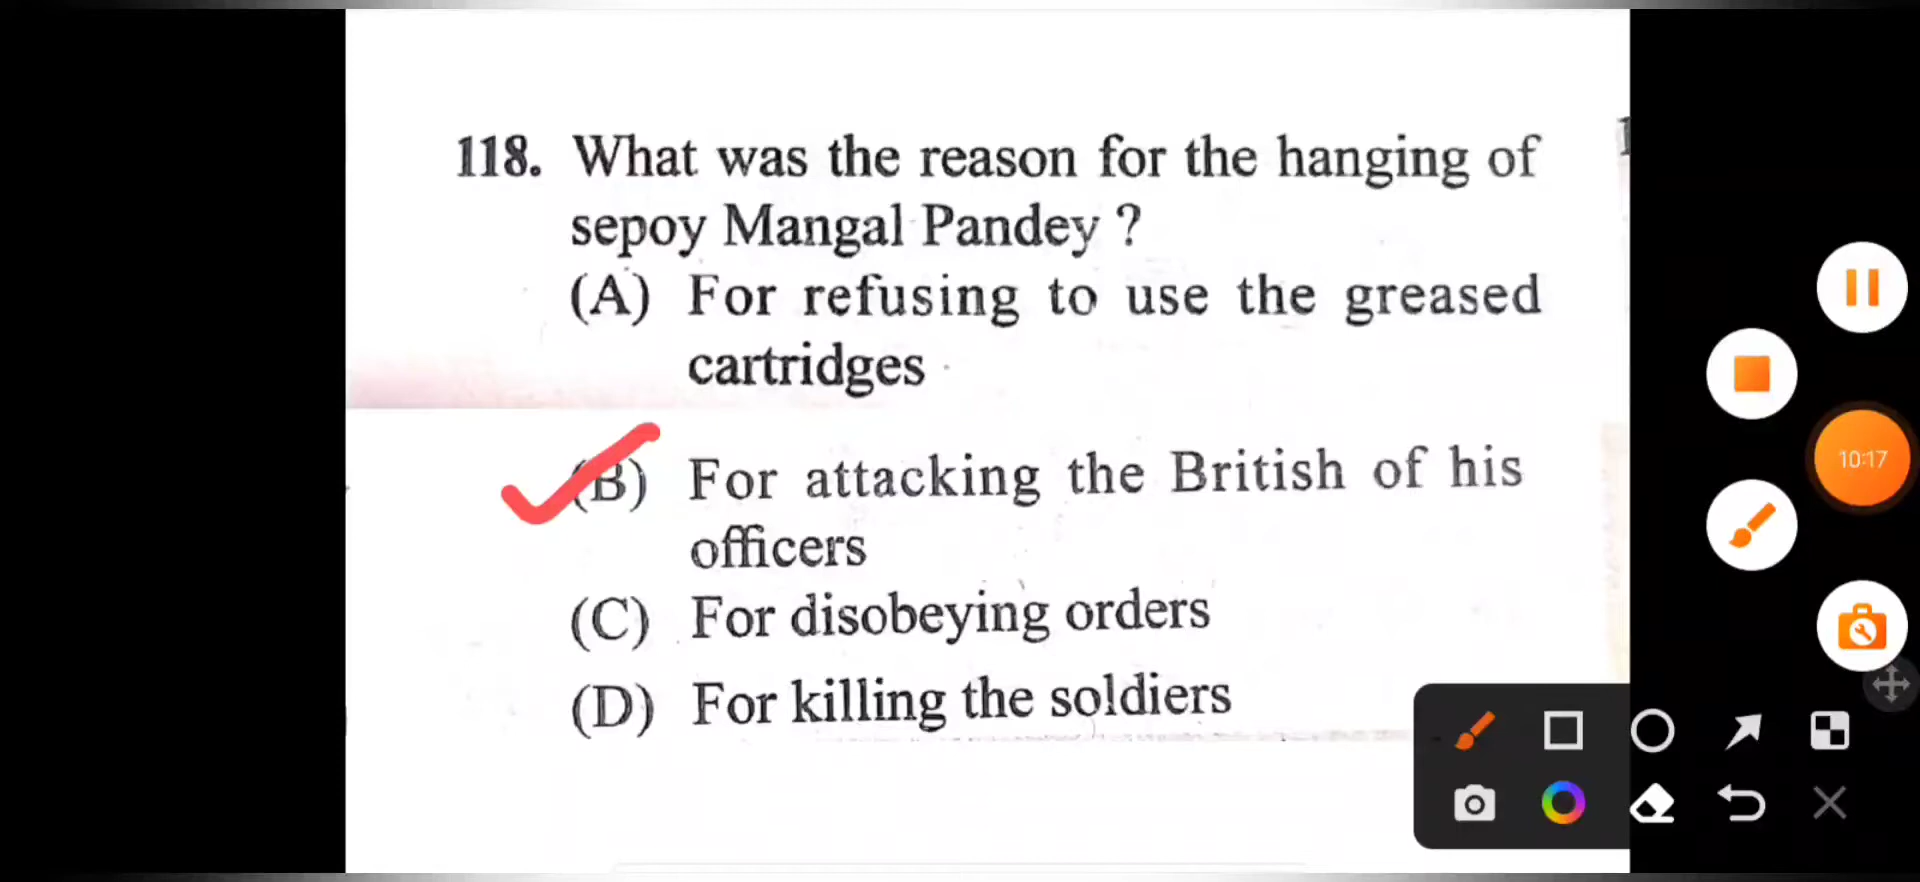 118. What was the reason for the hanging of
sepoy Mangal Pandey ?
(A) For refusing to use the greased
cartridges
(B) For attacking the British of his
officers
(C) For disobeying orders
(D) For killing the soldiers
10:17